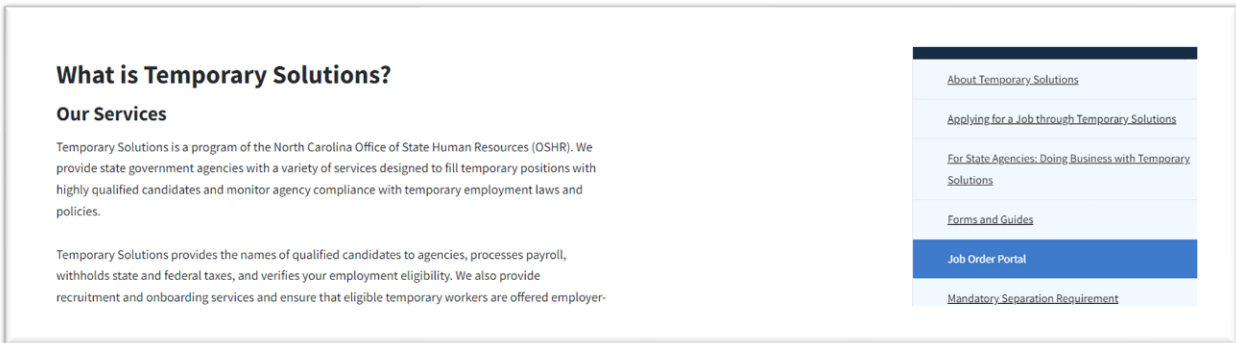 What is Temporary Solutions?
Our Services
Temporary Solutions is a program of the North Carolina Office of State Human Resources (OSHR). We
provide state government agencies with a variety of services designed to fill temporary positions with
highly qualified candidates and monitor agency compliance with temporary employment laws and
policies.
Temporary Solutions provides the names of qualified candidates to agencies, processes payroll,
withholds state and federal taxes, and verifies your employment eligibility. We also provide
recruitment and onboarding services and ensure that eligible temporary workers are offered employer-
About Temporary Solutions
Applying for a Job through Temporary Solutions
For State Agencies: Doing Business with Temporary
Solutions
Forms and Guides
Job Order Portal
Mandatory Separation Requirement